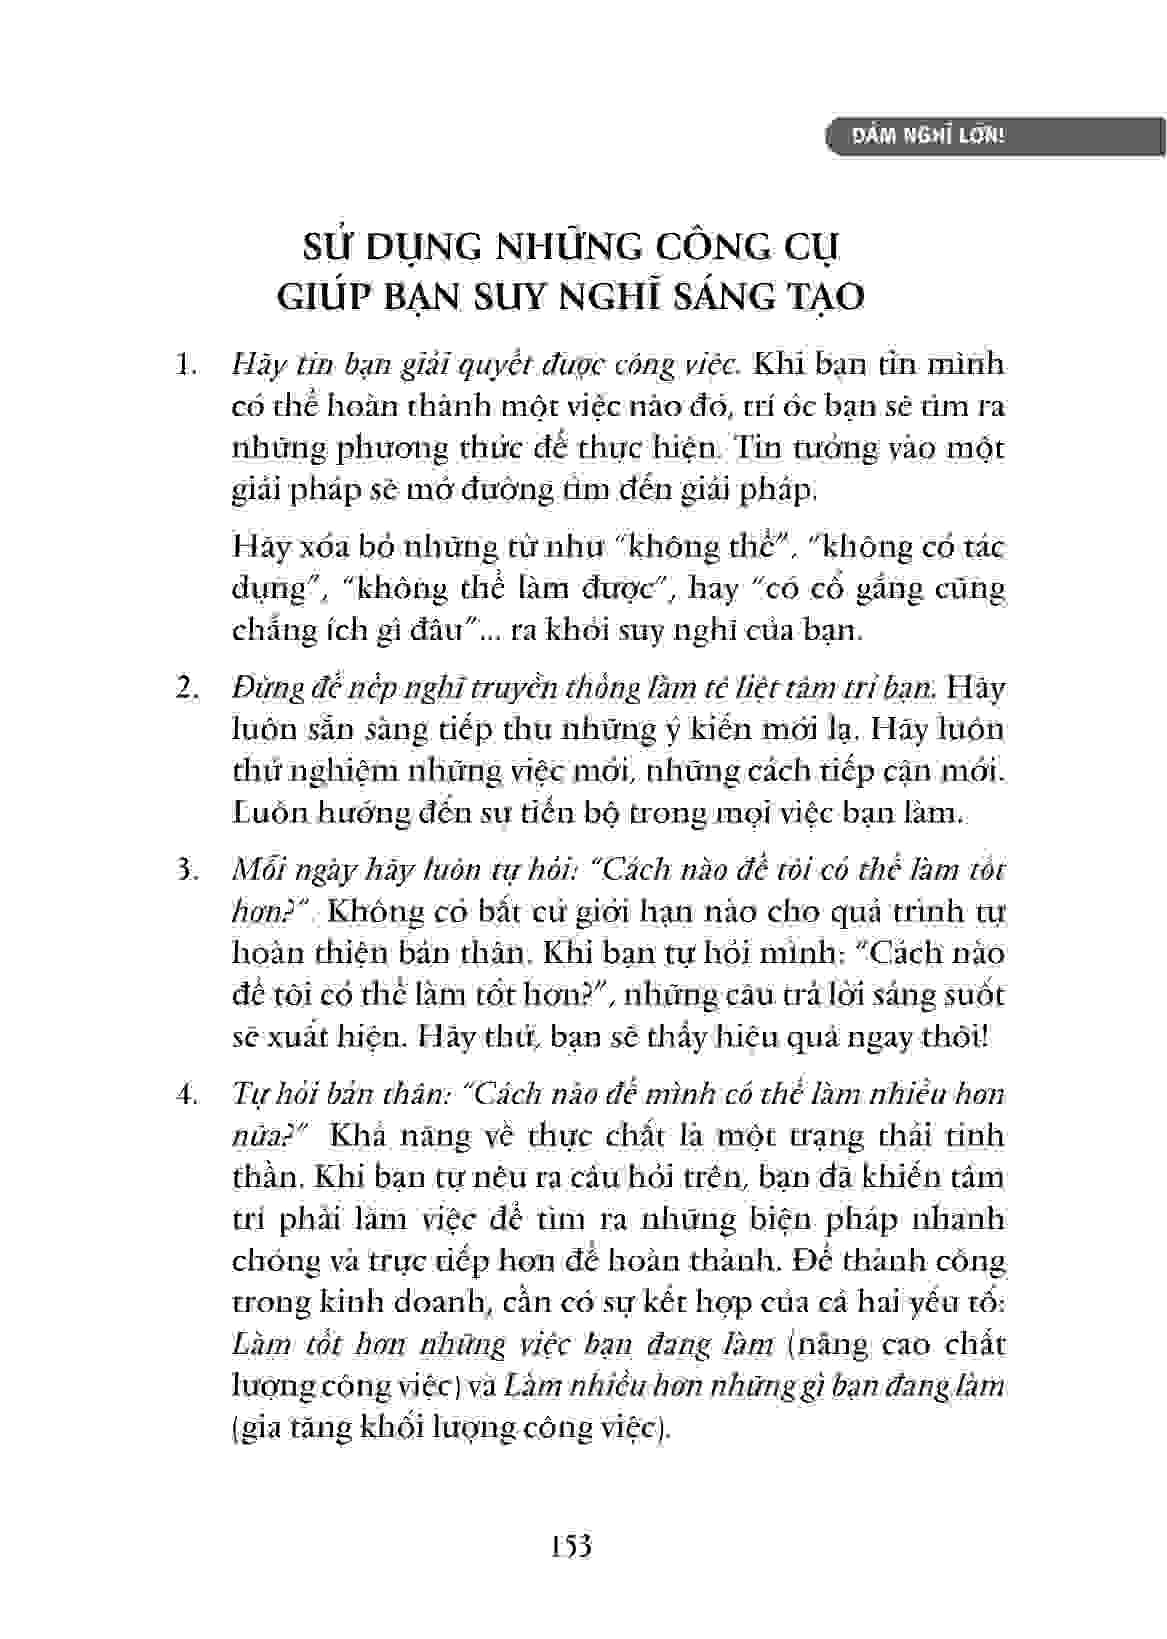 DÁM NGHĨ LỚN!
SỬ DỤNG NHỮNG CÔNG CỤ
GIÚP BẠN SUY NGHĨ SÁNG TẠO
1. Hãy tin bạn giải quyết được công việc. Khi bạn tin mình
có thể hoàn thành một việc nào đó, trí óc bạn sẽ tìm ra
những phương thức để thực hiện. Tin tưởng vào một
giải pháp sẽ mở đường tìm đến giải pháp.
Hãy xóa bỏ những từ như “không thể”, “không có tác
dụng”, “không thể làm được”, hay “có cố gắng cũng
chẳng ích gì đâu”... ra khỏi suy nghĩ của bạn.
2. Đừng để nếp nghĩ truyền thống làm tê liệt tâm trí bạn. Hãy
luôn sẵn sàng tiếp thu những ý kiến mới lạ. Hãy luôn
thử nghiệm những việc mới, những cách tiếp cận mới.
Luôn hướng đến sự tiến bộ trong mọi việc bạn làm.
3. Mỗi ngày hãy luôn tự hỏi: “Cách nào để tôi có thể làm tốt
hơn?”. Không có bất cứ giới hạn nào cho quá trình tự
hoàn thiện bản thân. Khi bạn tự hỏi mình: “Cách nào
để tôi có thể làm tốt hơn?”, những câu trả lời sáng suốt
sẽ xuất hiện. Hãy thử, bạn sẽ thấy hiệu quả ngay thôi!
4. Tự hỏi bản thân: “Cách nào để mình có thể làm nhiều hơn
nữa?” Khả năng về thực chất là một trạng thái tinh
thần. Khi bạn tự nêu ra câu hỏi trên, bạn đã khiến tâm
trí phải làm việc để tìm ra những biện pháp nhanh
chóng và trực tiếp hơn để hoàn thành. Để thành công
trong kinh doanh, cần có sự kết hợp của cả hai yếu tố:
Làm tốt hơn những việc bạn đang làm (nâng cao chất
lượng công việc) và Làm nhiều hơn những gì bạn đang làm
(gia tăng khối lượng công việc).
153